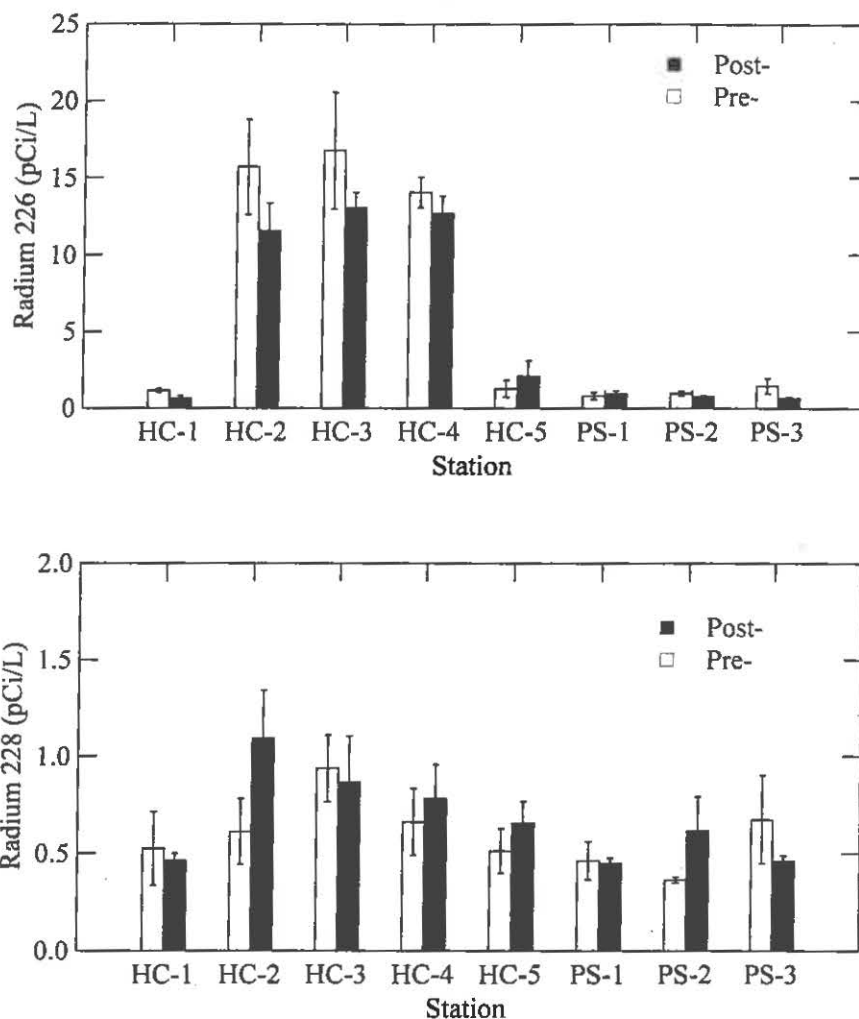 25
20
15
10
5
0
Radium 226 (pCi/L)
Post-
Pre-
HC-1 HC-2 HC-3 HC-4 HC-5 PS-1 PS-2 PS-3
Station
2.0
1.5
1.0
0.5
0.0
Radium 228 (pCi/L)
Post-
Pre-
HC-1 HC-2 HC-3 HC-4 HC-5 PS-1 PS-2 PS-3
Station